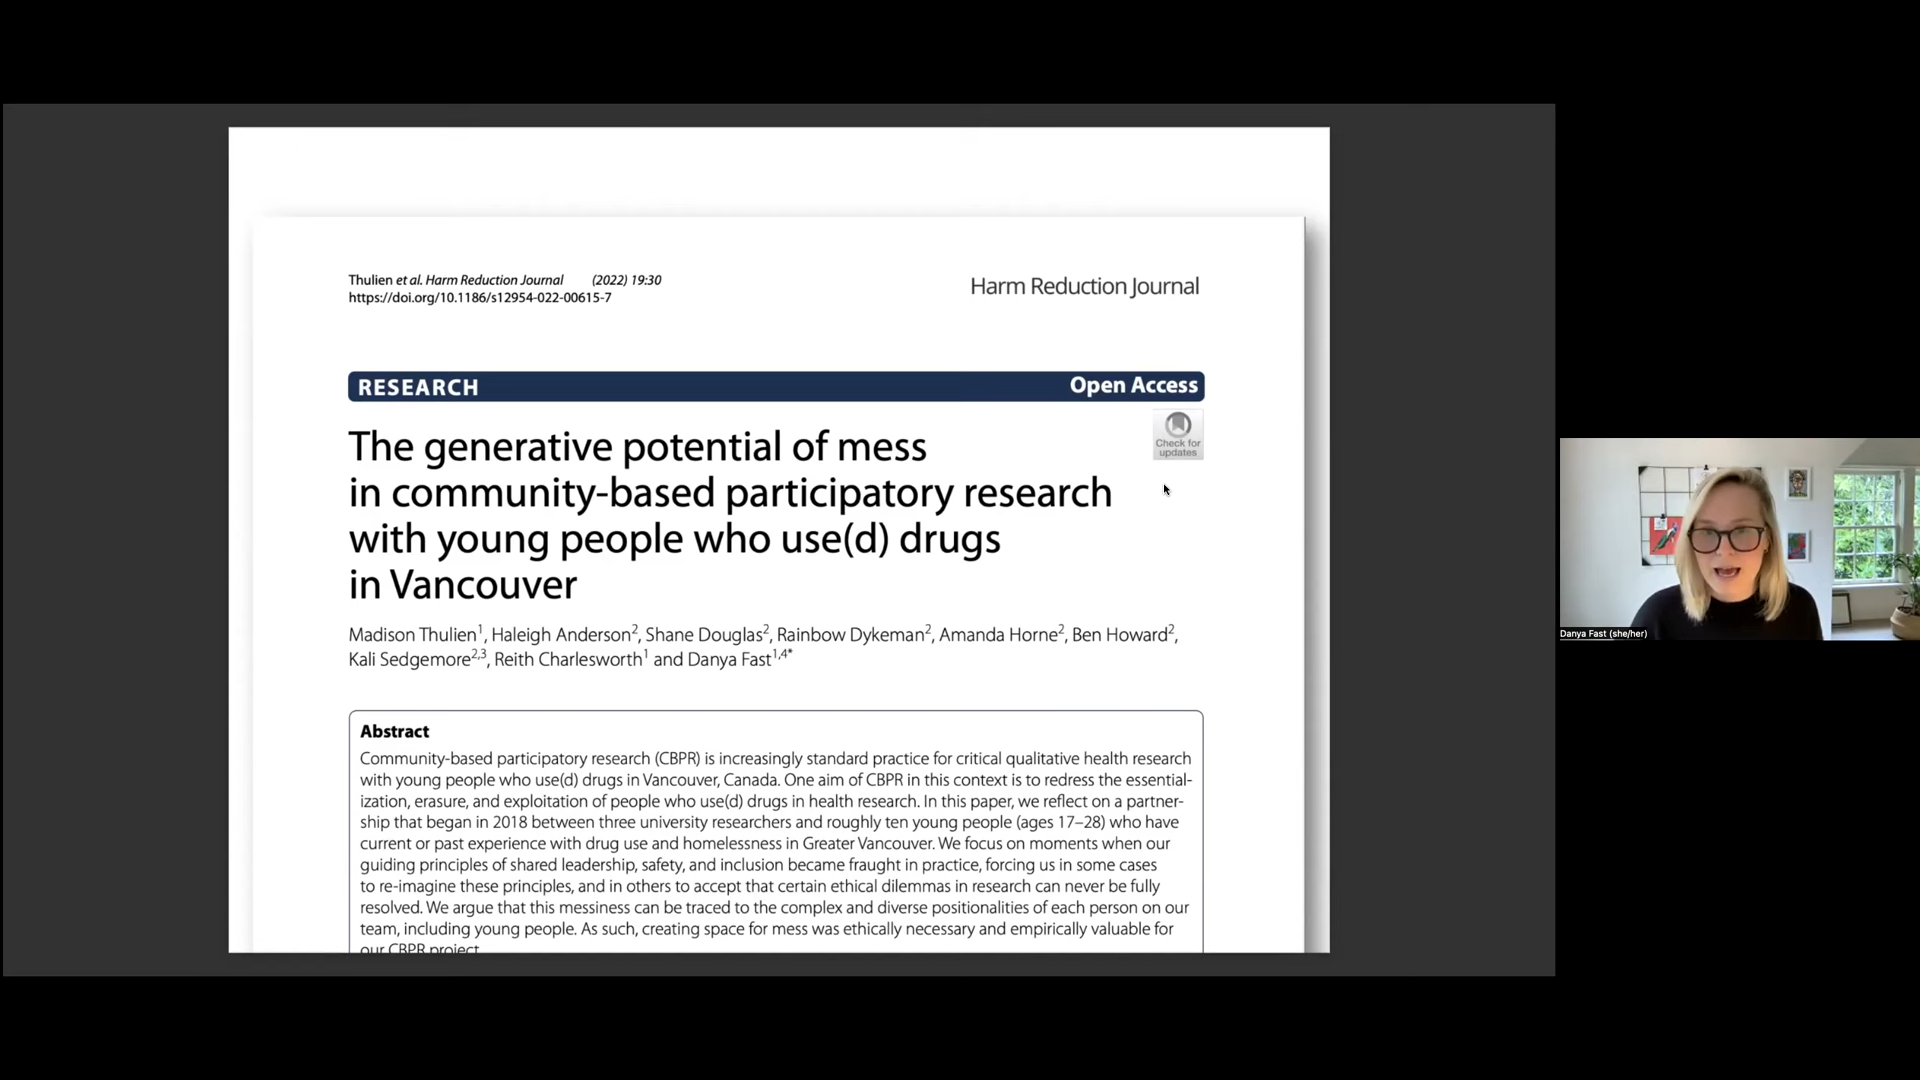 Thulien et al. Harm Reduction Journal (2022) 19:30
https://doi.org/10.1186/s12954-022-00615-7
Harm Reduction Journal
RESEARCH
Open Access
Check for
updates
The generative potential of mess
in community-based participatory research
with young people who use(d) drugs
in Vancouver
Madison Thulien1, Haleigh Anderson2, Shane Douglas2, Rainbow Dykeman2, Amanda Horne2, Ben Howard2,
Kali Sedgemore2,3, Reith Charlesworth1 and Danya Fast1,4*
Abstract
Community-based participatory research (CBPR) is increasingly standard practice for critical qualitative health research
with young people who use(d) drugs in Vancouver, Canada. One aim of CBPR in this context is to redress the essential-
ization, erasure, and exploitation of people who use(d) drugs in health research. In this paper, we reflect on a partner-
ship that began in 2018 between three university researchers and roughly ten young people (ages 17–28) who have
current or past experience with drug use and homelessness in Greater Vancouver. We focus on moments when our
guiding principles of shared leadership, safety, and inclusion became fraught in practice, forcing us in some cases
to re-imagine these principles, and in others to accept that certain ethical dilemmas in research can never be fully
resolved. We argue that this messiness can be traced to the complex and diverse positionalities of each person on our
team, including young people. As such, creating space for mess was ethically necessary and empirically valuable for
our CBPR project.
Danya Fast (she/her)